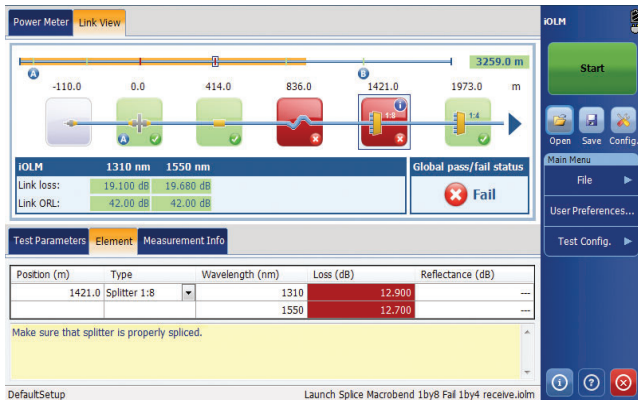 Power Meter Link View
iOLM
3259.0 m
Start
A B
-110.0 0.0 414.0 836.0 1421.0 1973.0 m
1:8 1:4
A
Open Save Config.
iOLM 1310 nm 1550 nm Global pass/fail status
Main Menu
Link loss: 19.100 dB 19.680 dB
File
Link ORL: 42.00 dB 42.00 dB
Fail
User Preferences...
Test Parameters Element Measurement Info
Test Config.
Position (m) Type Wavelength (nm) Loss (dB) Reflectance (dB)
1421.0 Splitter 1:8 1310 12.900 ---
1550 12.700 ---
Make sure that splitter is properly spliced.
DefaultSetup Launch Splice Macrobend 1by8 Fail 1by4 receive.iolm